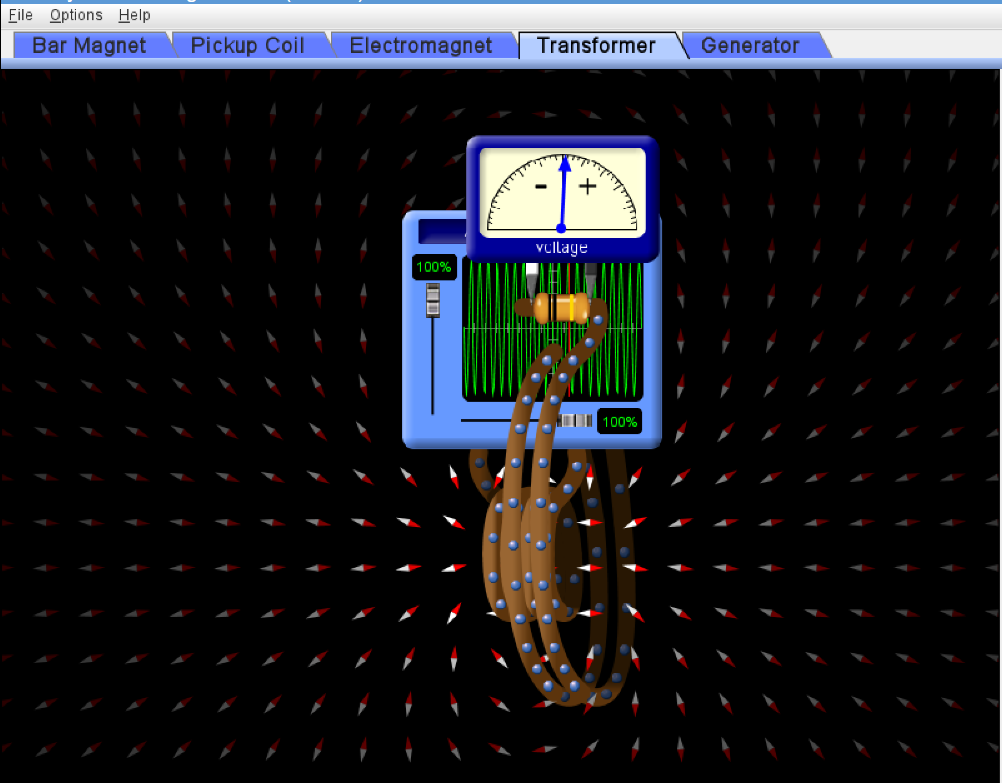 File Options Help
Bar Magnet Pickup Coil Electromagnet Transformer Generator
- +
voltage
100%
100%